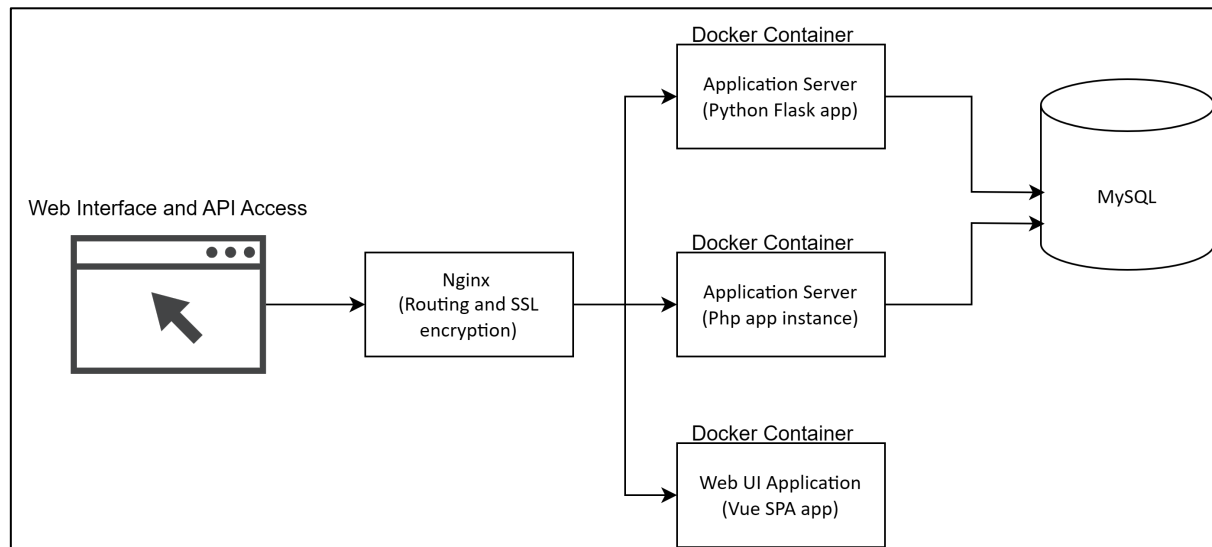 Web Interface and API Access
Nginx
(Routing and SSL
encryption)
Docker Container
Application Server
(Python Flask app)
Docker Container
Application Server
(Php app instance)
Docker Container
Web UI Application
(Vue SPA app)
MySQL